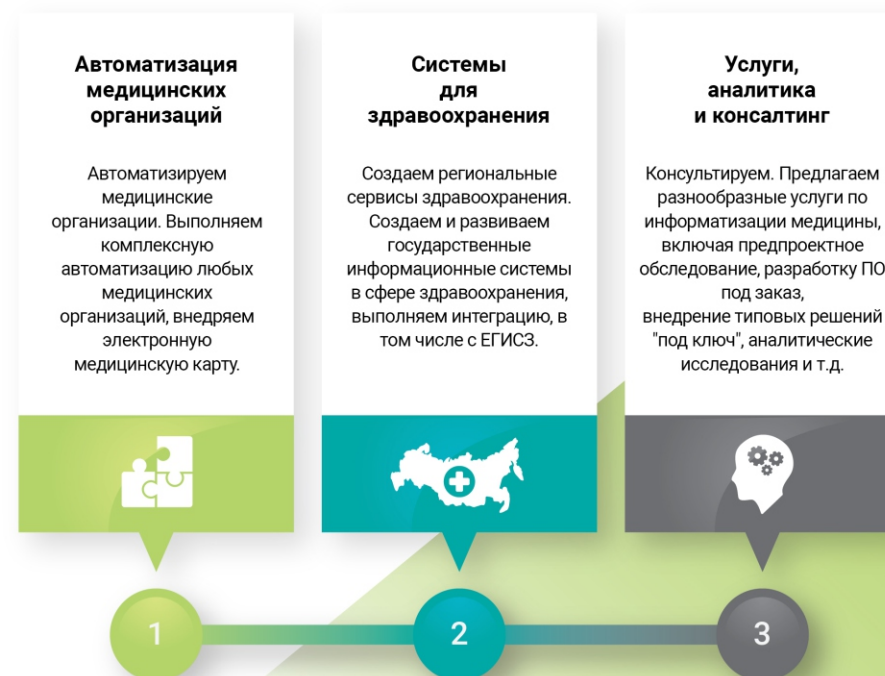 Автоматизация
медицинских
организаций
Автоматизируем
медицинские
организации. Выполняем
комплексную
автоматизацию любых
медицинских
организаций, внедряем
электронную
медицинскую карту.
1
Системы
для
здравоохранения
Создаем региональные
сервисы здравоохранения.
Создаем и развиваем
государственные
информационные системы
в сфере здравоохранения,
выполняем интеграцию, в
том числе с ЕГИСЗ.
2
Услуги,
аналитика
и консалтинг
Консультируем. Предлагаем
разнообразные услуги по
информатизации медицины,
включая предпроектное
обследование, разработку ПО
под заказ,
внедрение типовых решений
"под ключ", аналитические
исследования и т.д.
3